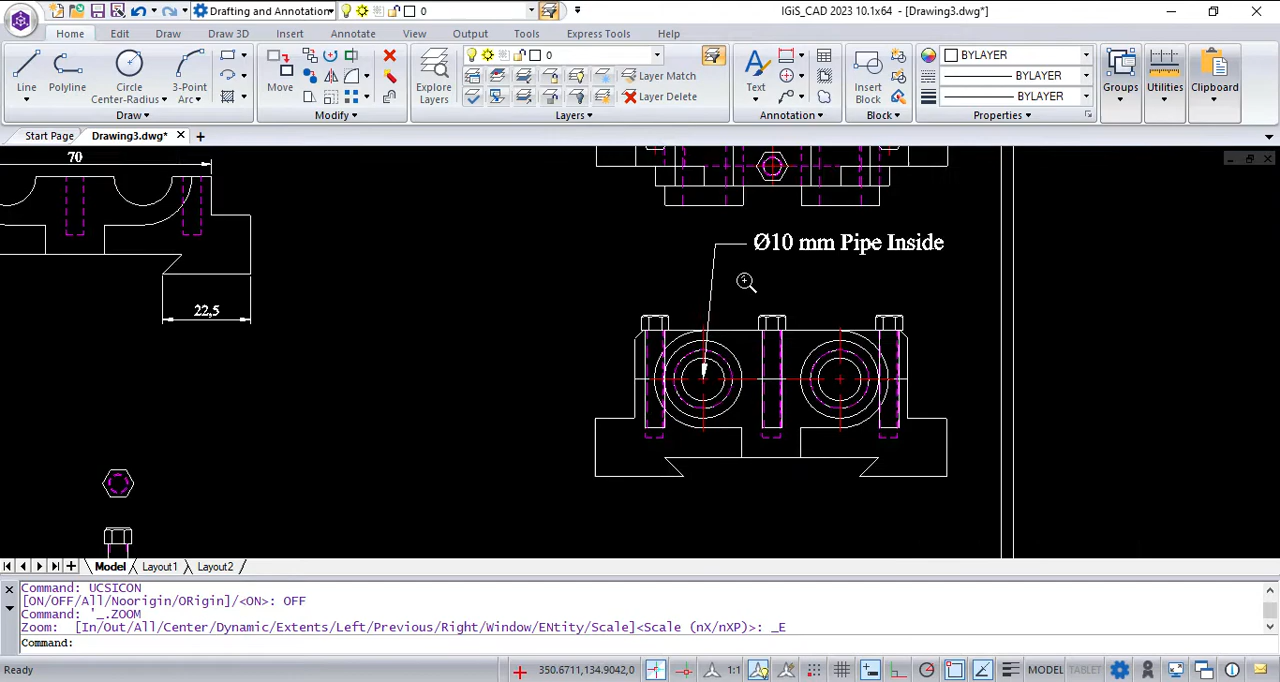 Drafting and Annotation
0
IGiS_CAD 2023 10.1x64 - [Drawing3.dwg*]
Home Edit Draw Draw 3D Insert Annotate View Output Tools Express Tools Help
Line
Polyline
Circle
Center-Radius
3-Point
Arc
Draw
Move
Modify
Explore
Layers
0
Layer Match
Layer Delete
Layers
Text
Annotation
Insert
Block
Block
BYLAYER
BYLAYER
BYLAYER
Properties
Groups
Utilities
Clipboard
Start Page Drawing3.dwg*
70
22,5
Ø10 mm Pipe Inside
Model Layout1 Layout2
Command: UCSICON
[ON/OFF/All/Noorigin/ORigin]/<ON>: OFF
Command: '_.ZOOM
Zoom: [In/Out/All/Center/Dynamic/Extents/Left/Previous/Right/Window/ENtity/Scale]<Scale (nX/nXP)>: _E
Command:
Ready
350.6711,134.9042,0
1:1
MODEL
TABLET